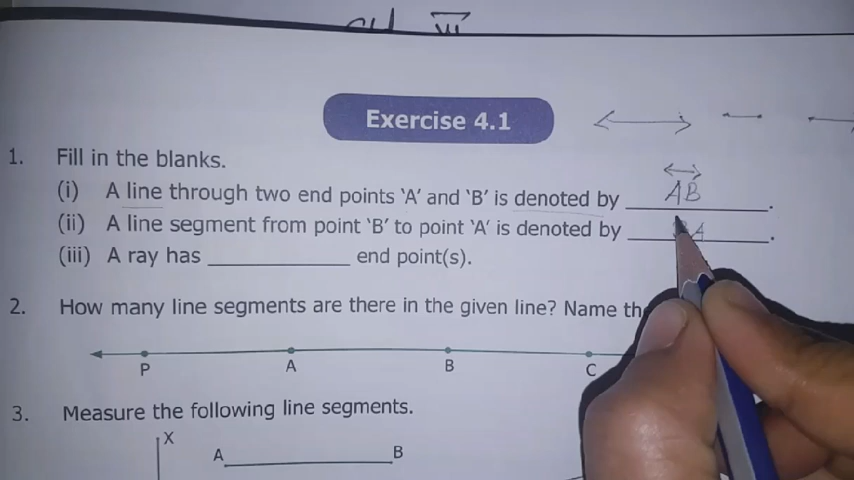 Exercise 4.1
1. Fill in the blanks.
(i) A line through two end points ‘A’ and ‘B’ is denoted by AB.
(ii) A line segment from point ‘B’ to point ‘A’ is denoted by BA.
(iii) A ray has ____________ end point(s).
2. How many line segments are there in the given line? Name
P A B C
3. Measure the following line segments.
X A B